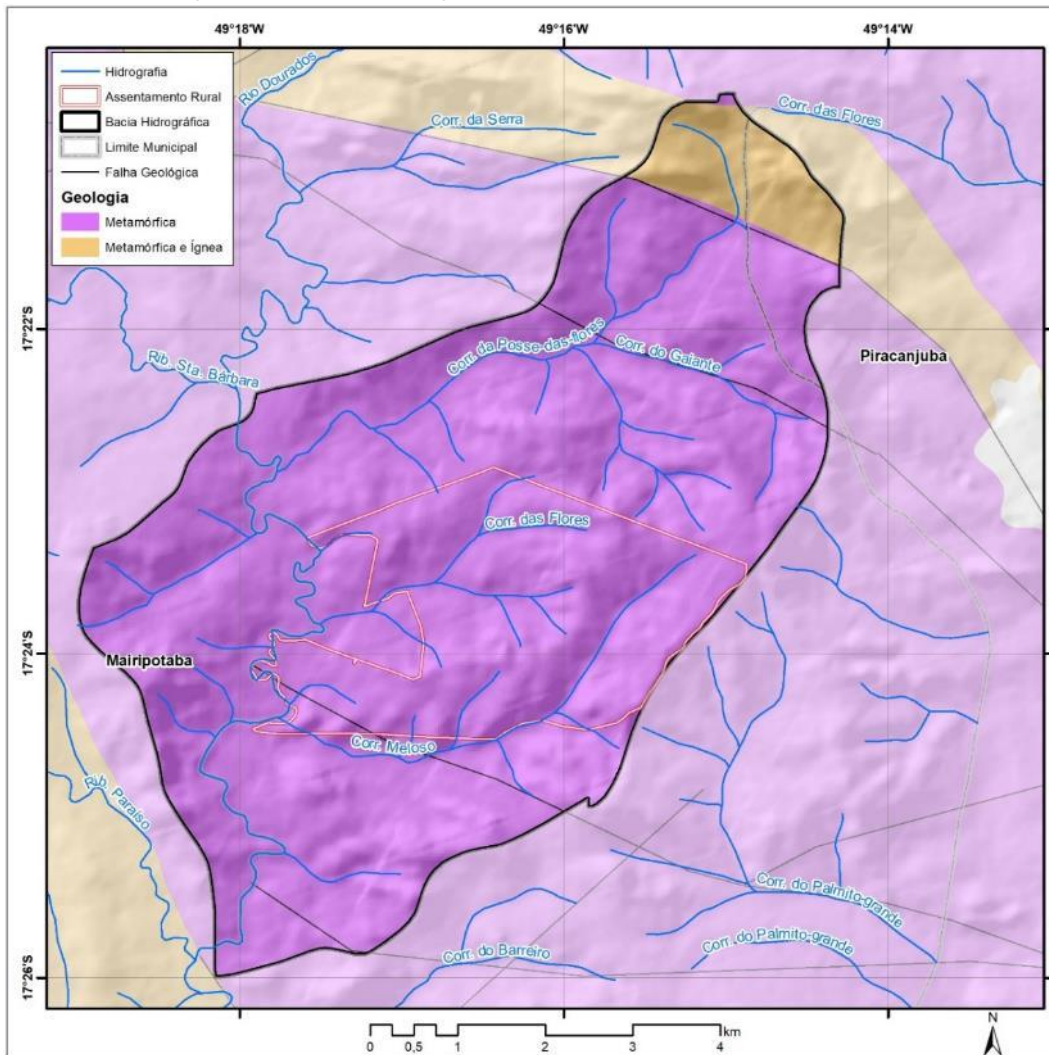 49°18'W
49°16'W
49°14'W
Hidrografia
Assentamento Rural
Bacia Hidrográfica
Limite Municipal
Falha Geológica
Geologia
Metamórfica
Metamórfica e Ígnea
Rio Dourados
Corr. da Serra
Corr. das Flores
17°22'S
Rib. Sta. Bárbara
Corr. da Posse-das-flores
Corr. do Gaiante
Piracanjuba
Corr. das Flores
17°24'S
Mairipotaba
Corr. Meloso
Rib. Paraíso
Corr. do Palmito-grande
Corr. do Palmito-grande
Corr. do Barreiro
17°26'S
km
0 0,5 1 2 3 4
N